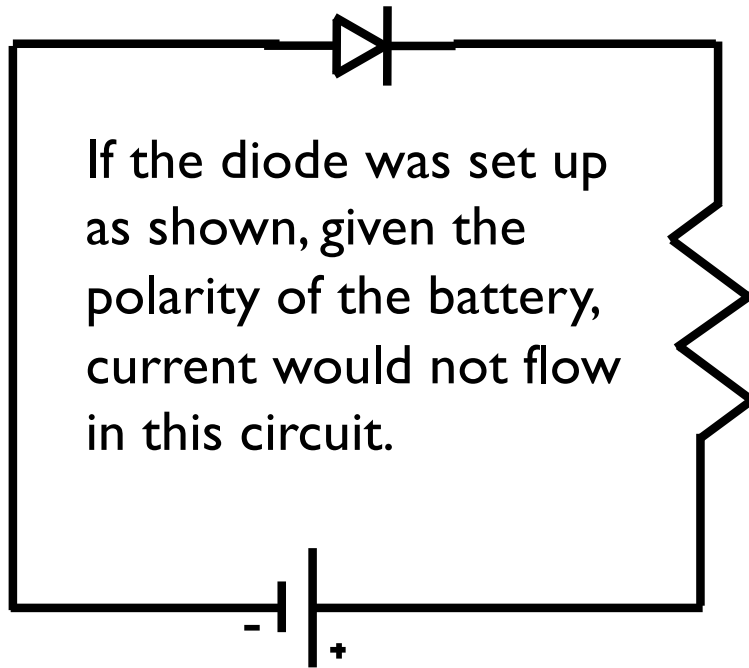 If the diode was set up
as shown, given the
polarity of the battery,
current would not flow
in this circuit.
- +